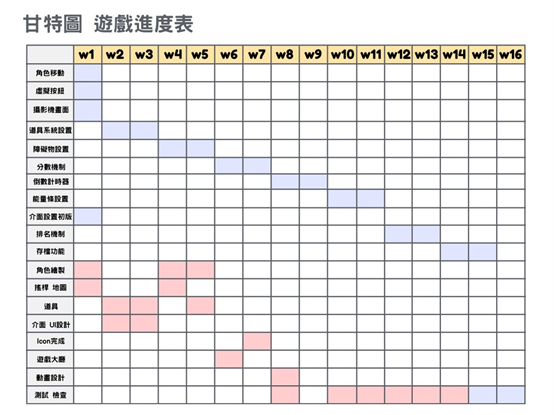 甘特圖 遊戲進度表
w1 w2 w3 w4 w5 w6 w7 w8 w9 w10 w11 w12 w13 w14 w15 w16
角色移動
虛擬按鈕
攝影機畫面
道具系統設置
障礙物設置
分數機制
倒數計時器
能量條設置
介面設置初版
排名機制
存檔功能
角色繪製
搖桿 地圖
道具
介面 UI設計
Icon完成
遊戲大廳
動畫設計
測試 檢查